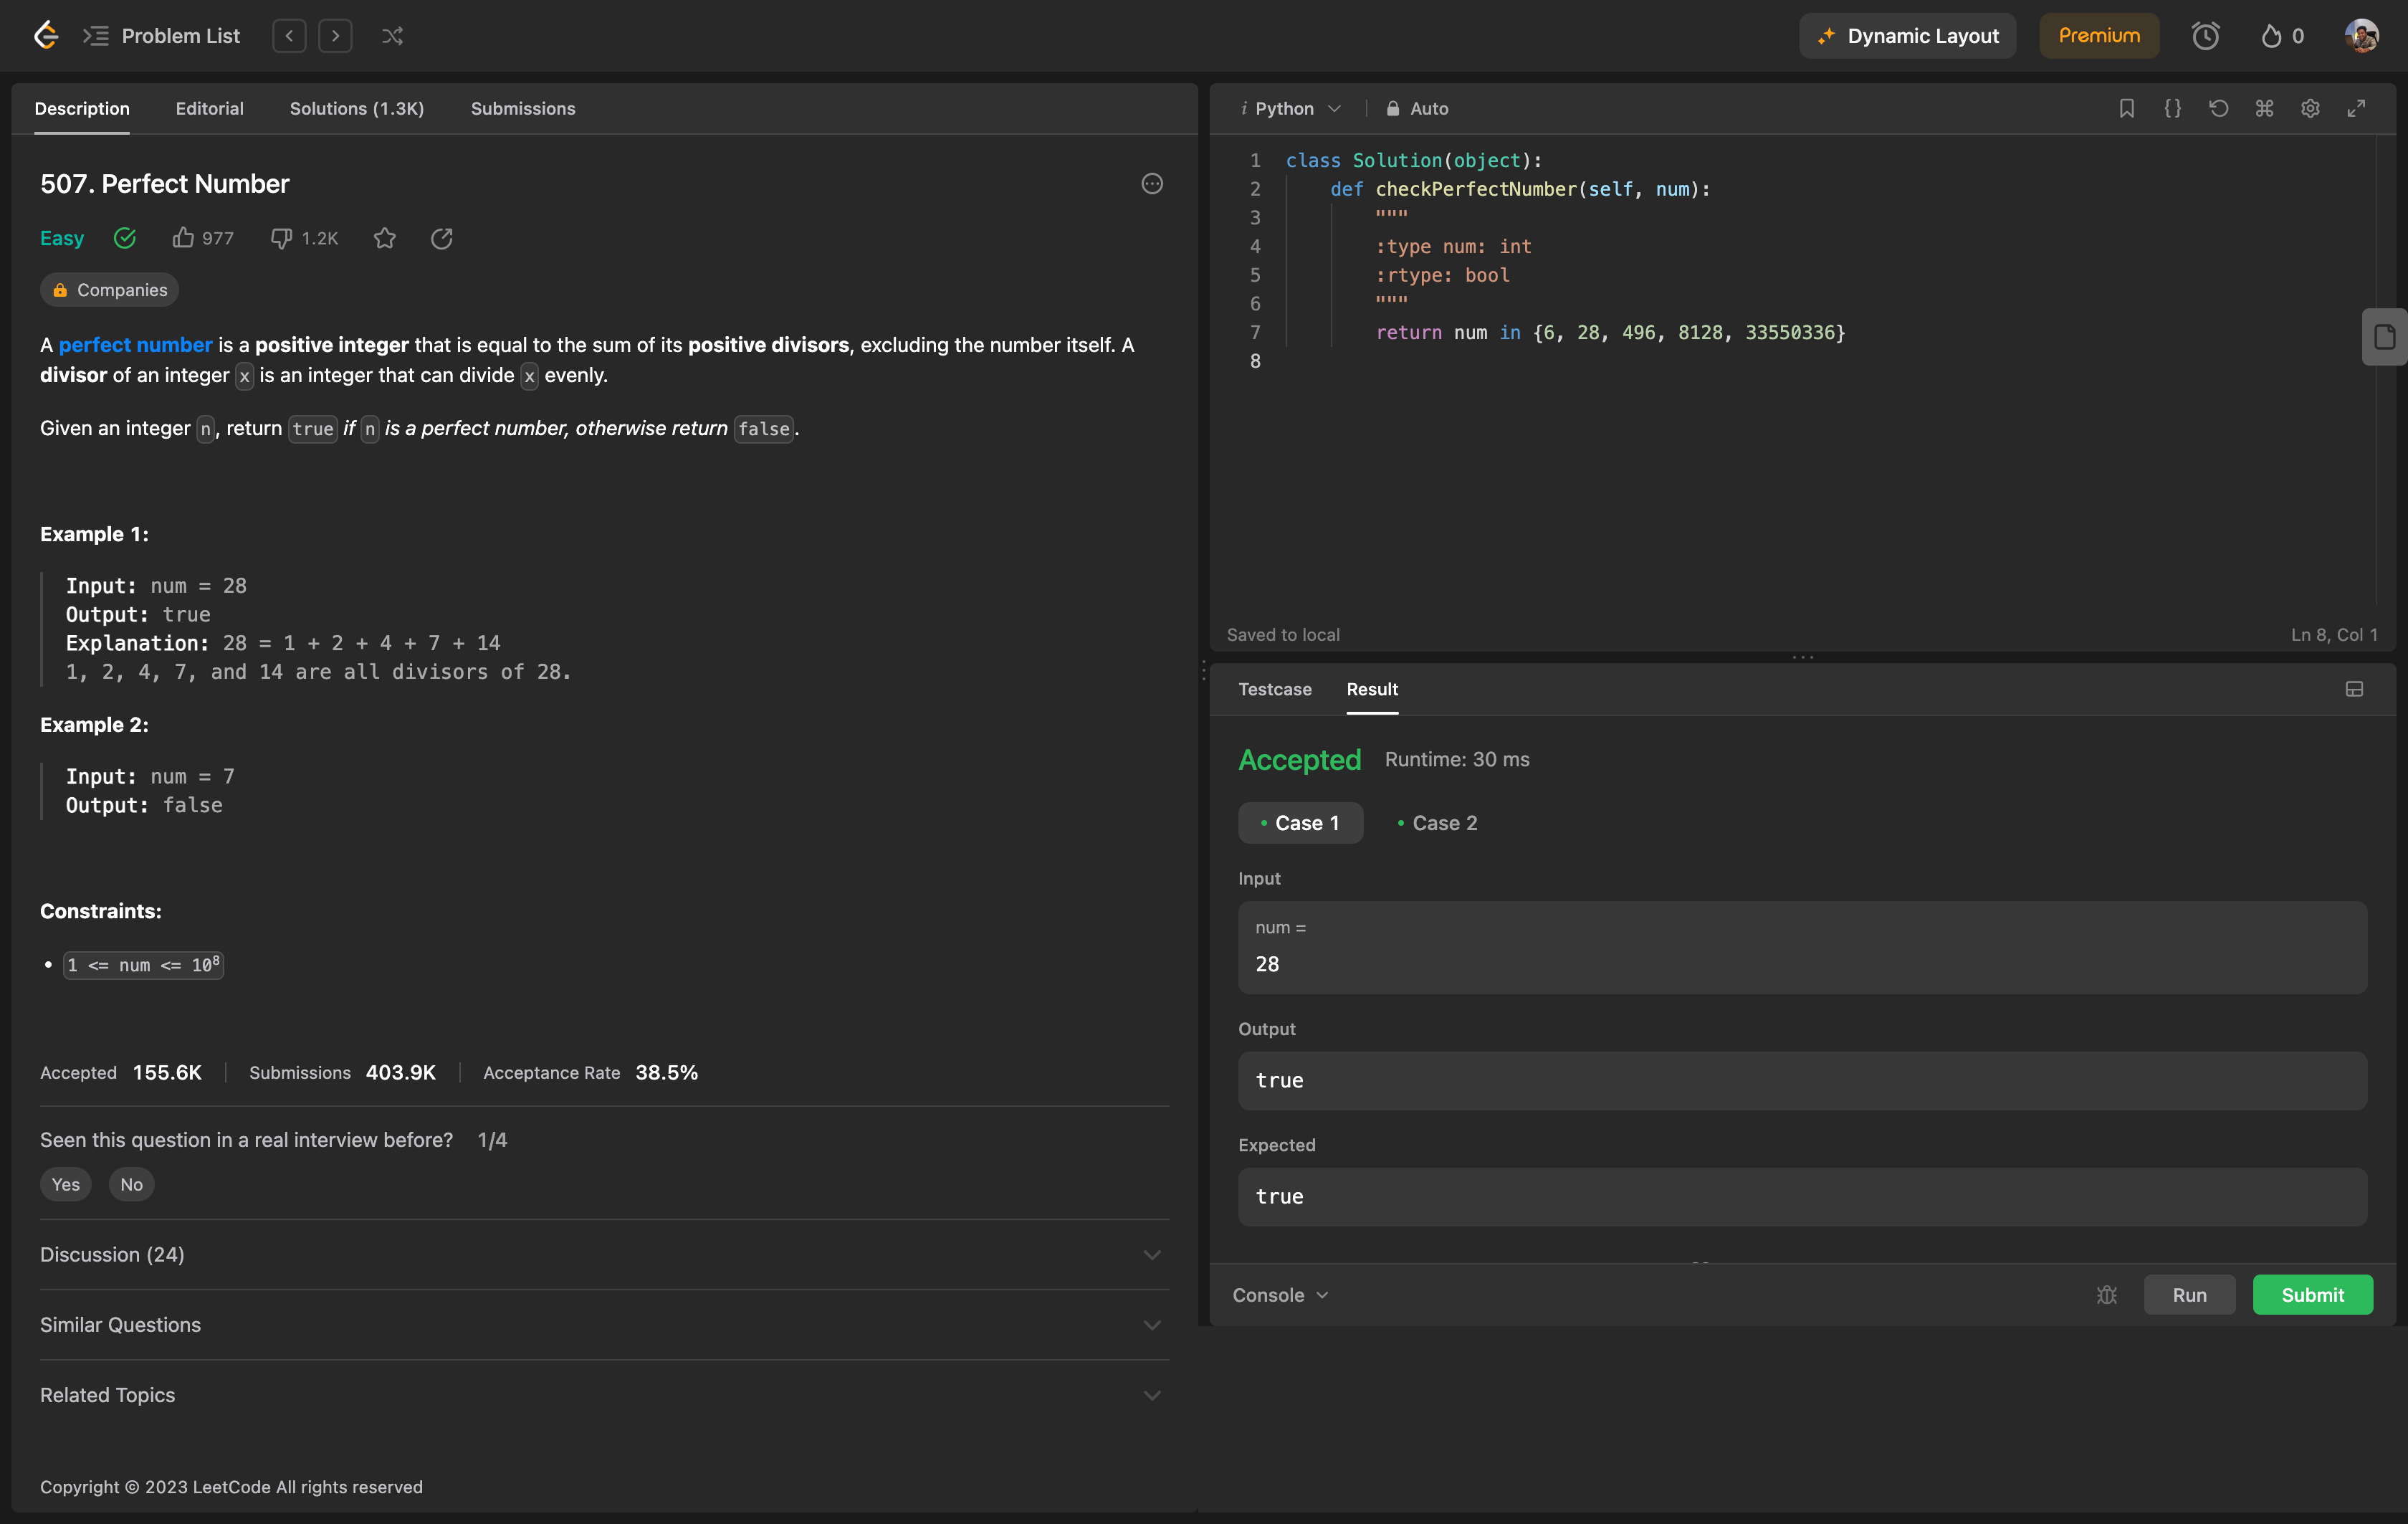 Problem List
Dynamic Layout
Premium
0
Description
Editorial
Solutions (1.3K)
Submissions
507. Perfect Number
Easy
977
1.2K
Companies
A perfect number is a positive integer that is equal to the sum of its positive divisors, excluding the number itself. A
divisor of an integer x is an integer that can divide x evenly.
Given an integer n, return true if n is a perfect number, otherwise return false.
Example 1:
Input: num = 28
Output: true
Explanation: 28 = 1 + 2 + 4 + 7 + 14
1, 2, 4, 7, and 14 are all divisors of 28.
Example 2:
Input: num = 7
Output: false
Constraints:
• 1 <= num <= 10⁸
Accepted 155.6K
Submissions 403.9K
Acceptance Rate 38.5%
Seen this question in a real interview before? 1/4
Yes
No
Discussion (24)
Similar Questions
Related Topics
Copyright © 2023 LeetCode All rights reserved
i Python
Auto
1 class Solution(object):
2 def checkPerfectNumber(self, num):
3 """
4 :type num: int
5 :rtype: bool
6 """
7 return num in {6, 28, 496, 8128, 33550336}
8
Saved to local
Ln 8, Col 1
Testcase
Result
Accepted
Runtime: 30 ms
• Case 1
• Case 2
Input
num =
28
Output
true
Expected
true
Console
Run
Submit